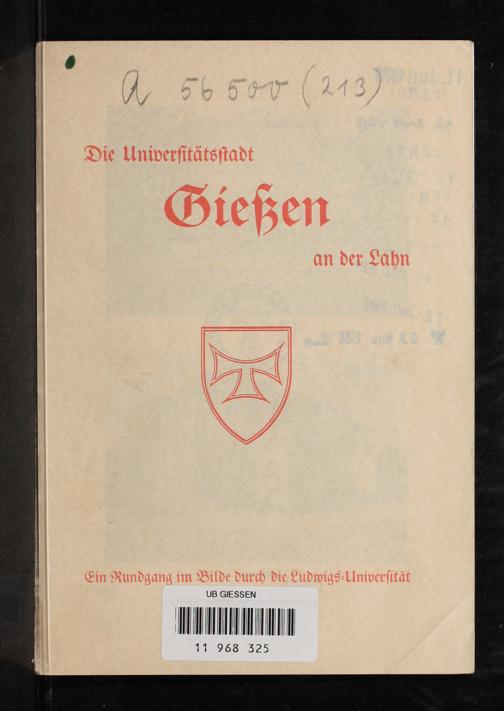 a 56500 (213)
Die Universitätsstadt
Gießen
an der Lahn
Ein Rundgang im Bilde durch die Ludwigs-Universität
UB GIESSEN
11 968 325